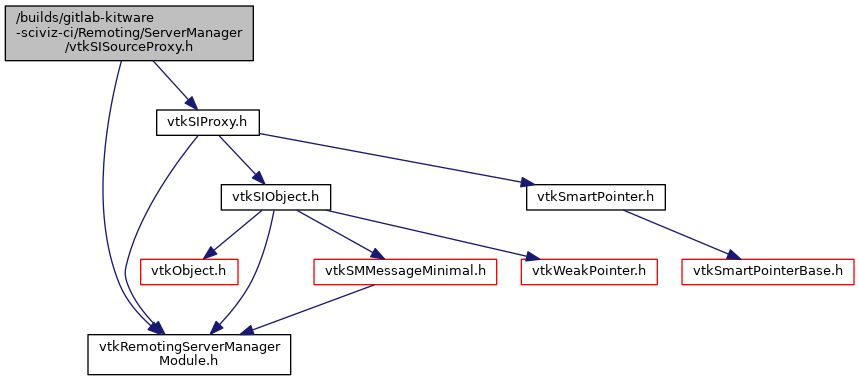 /builds/gitlab-kitware
-sciviz-ci/Remoting/ServerManager
/vtkSISourceProxy.h
vtkSIProxy.h
vtkSIObject.h
vtkSmartPointer.h
vtkObject.h
vtkSMMessageMinimal.h
vtkWeakPointer.h
vtkSmartPointerBase.h
vtkRemotingServerManager
Module.h